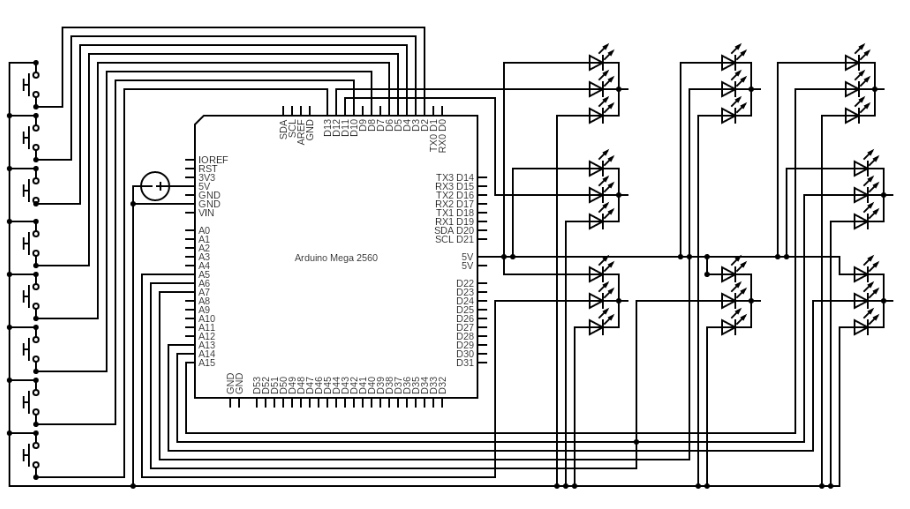 SDA
SCL
AREF
GND
D13
D12
D11
D10
D9
D8
D7
D6
D5
D4
D3
D2
TX0 D1
RX0 D0
IOREF
RST
3V3
5V
GND
GND
VIN
A0
A1
A2
A3
A4
A5
A6
A7
A8
A9
A10
A11
A12
A13
A14
A15
Arduino Mega 2560
TX3 D14
RX3 D15
TX2 D16
RX2 D17
TX1 D18
RX1 D19
SDA D20
SCL D21
5V
5V
D22
D23
D24
D25
D26
D27
D28
D29
D30
D31
GND
GND
D53
D52
D51
D50
D49
D48
D47
D46
D45
D44
D43
D42
D41
D40
D39
D38
D37
D36
D35
D34
D33
D32